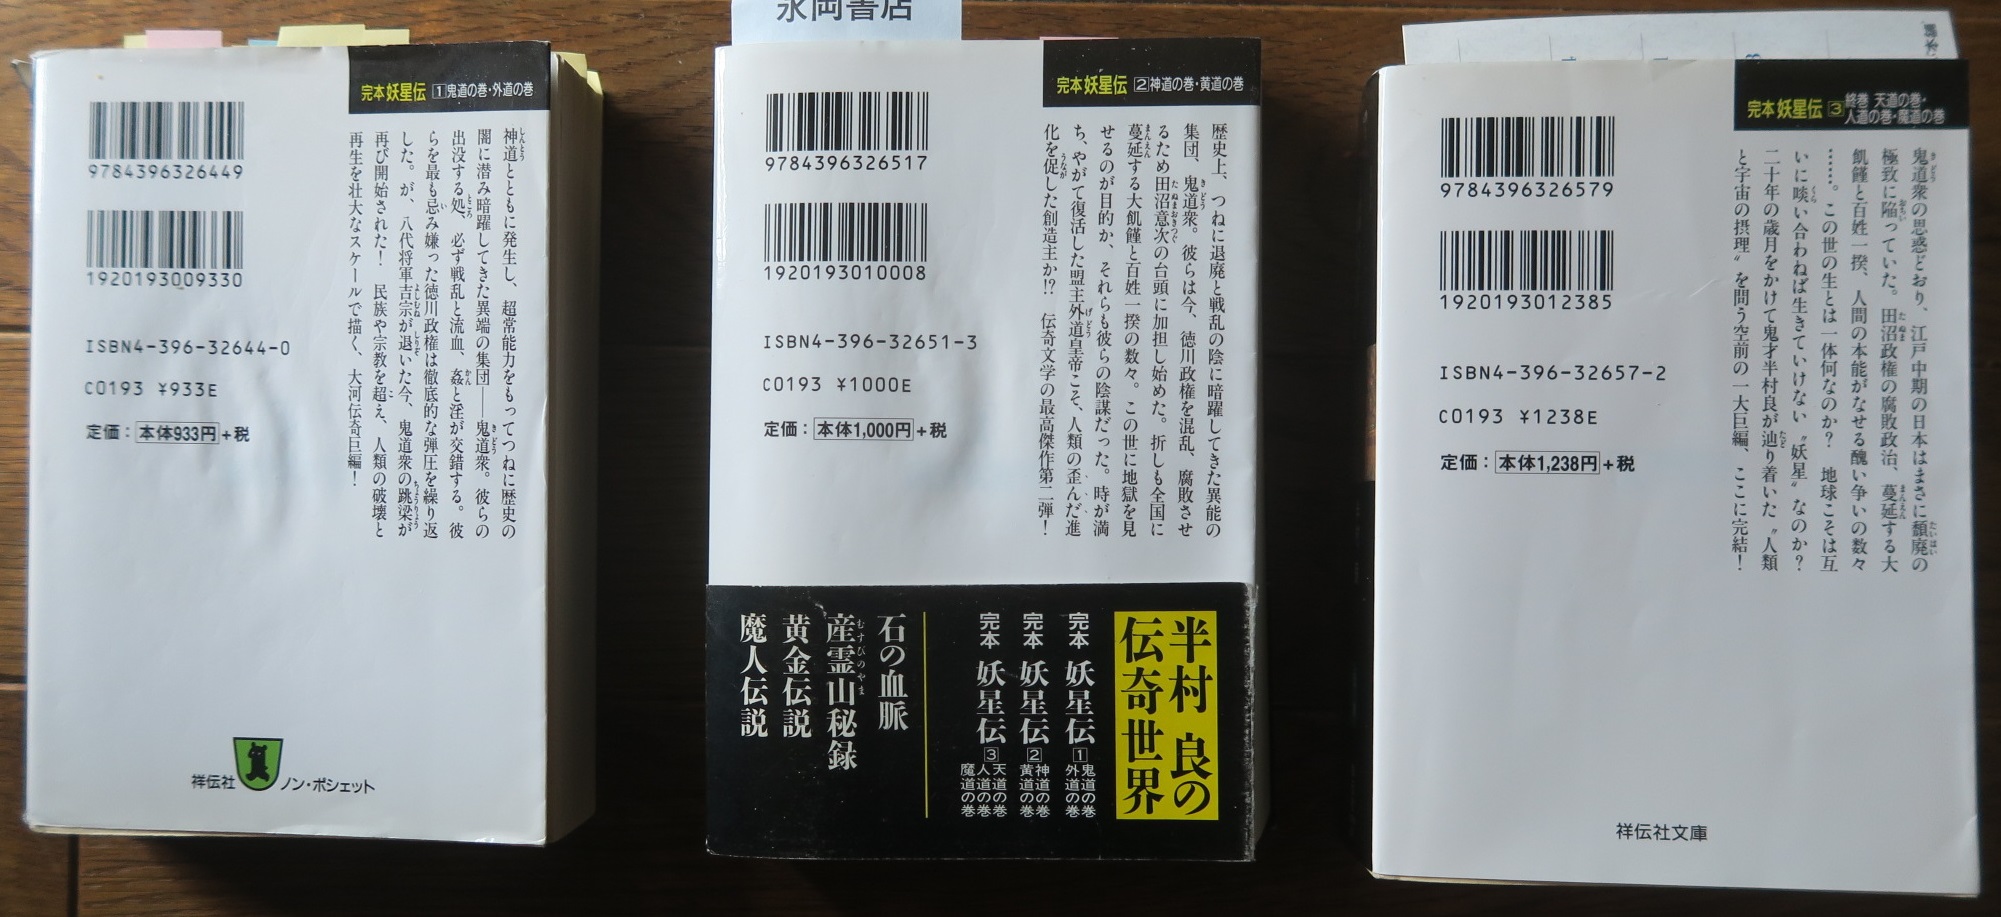 完本 妖星伝 1 鬼道の巻・外道の巻
9784396326449
1920193009330
ISBN4-396-32644-0
C0193 ¥933E
定価：本体933円＋税
神道とともに発生し、超常能力をもってつねに歴史の
闇に潜み暗躍してきた異端の集団――鬼道衆。彼らの
出没する処、必ず戦乱と流血、姦と淫が交錯する。彼
らを最も忌み嫌った徳川政権は徹底的な弾圧を繰り返
した。が、八代将軍吉宗が退いた今、鬼道衆の跳梁が
再び開始された！ 民族や宗教を超え、人類の破壊と
再生を壮大なスケールで描く、大河伝奇巨編！
祥伝社 ノン・ポシェット
永岡書店
完本 妖星伝 2 神道の巻・黄道の巻
9784396326517
1920193010008
ISBN4-396-32651-3
C0193 ¥1000E
定価：本体1,000円＋税
歴史上、つねに退廃と戦乱の陰に暗躍してきた異能の
集団、鬼道衆。彼らは今、徳川政権を混乱、腐敗させ
るため田沼意次の台頭に加担し始めた。折しも全国に
蔓延する大飢饉と百姓一揆の数々。この世に地獄を見
せるのが目的か、それらも彼らの陰謀だった。時が満
ち、やがて復活した盟主外道皇帝こそ、人類の歪んだ進
化を促した創造主か!? 伝奇文学の最高傑作第二弾！
半村 良の
伝奇世界
完本 妖星伝 1 鬼道の巻 外道の巻
完本 妖星伝 2 神道の巻 黄道の巻
完本 妖星伝 3 天道の巻 人道の巻 魔道の巻
石の血脈
産霊山秘録
黄金伝説
魔人伝説
完本 妖星伝 3 終巻 天道の巻・
人道の巻・魔道の巻
9784396326579
1920193012385
ISBN4-396-32657-2
C0193 ¥1238E
定価：本体1,238円＋税
鬼道衆の思惑どおり、江戸中期の日本はまさに頽廃の
極致に陥っていた。田沼政権の腐敗政治、蔓延する大
飢饉と百姓一揆、人間の本能がなせる醜い争いの数々
……。この世の生とは一体何なのか？ 地球こそは互
いに啖い合わねば生きていけない〝妖星〟なのか？
二十年の歳月をかけて鬼才半村良が辿り着いた〝人類
と宇宙の摂理〟を問う空前の一大巨編、ここに完結！
祥伝社文庫